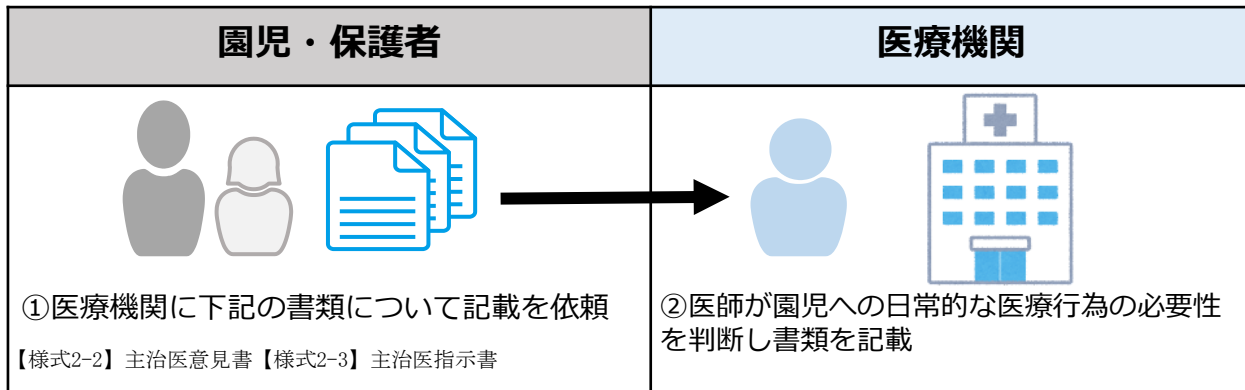 園児・保護者
医療機関
①医療機関に下記の書類について記載を依頼
【様式2-2】主治医意見書【様式2-3】主治医指示書
②医師が園児への日常的な医療行為の必要性
を判断し書類を記載